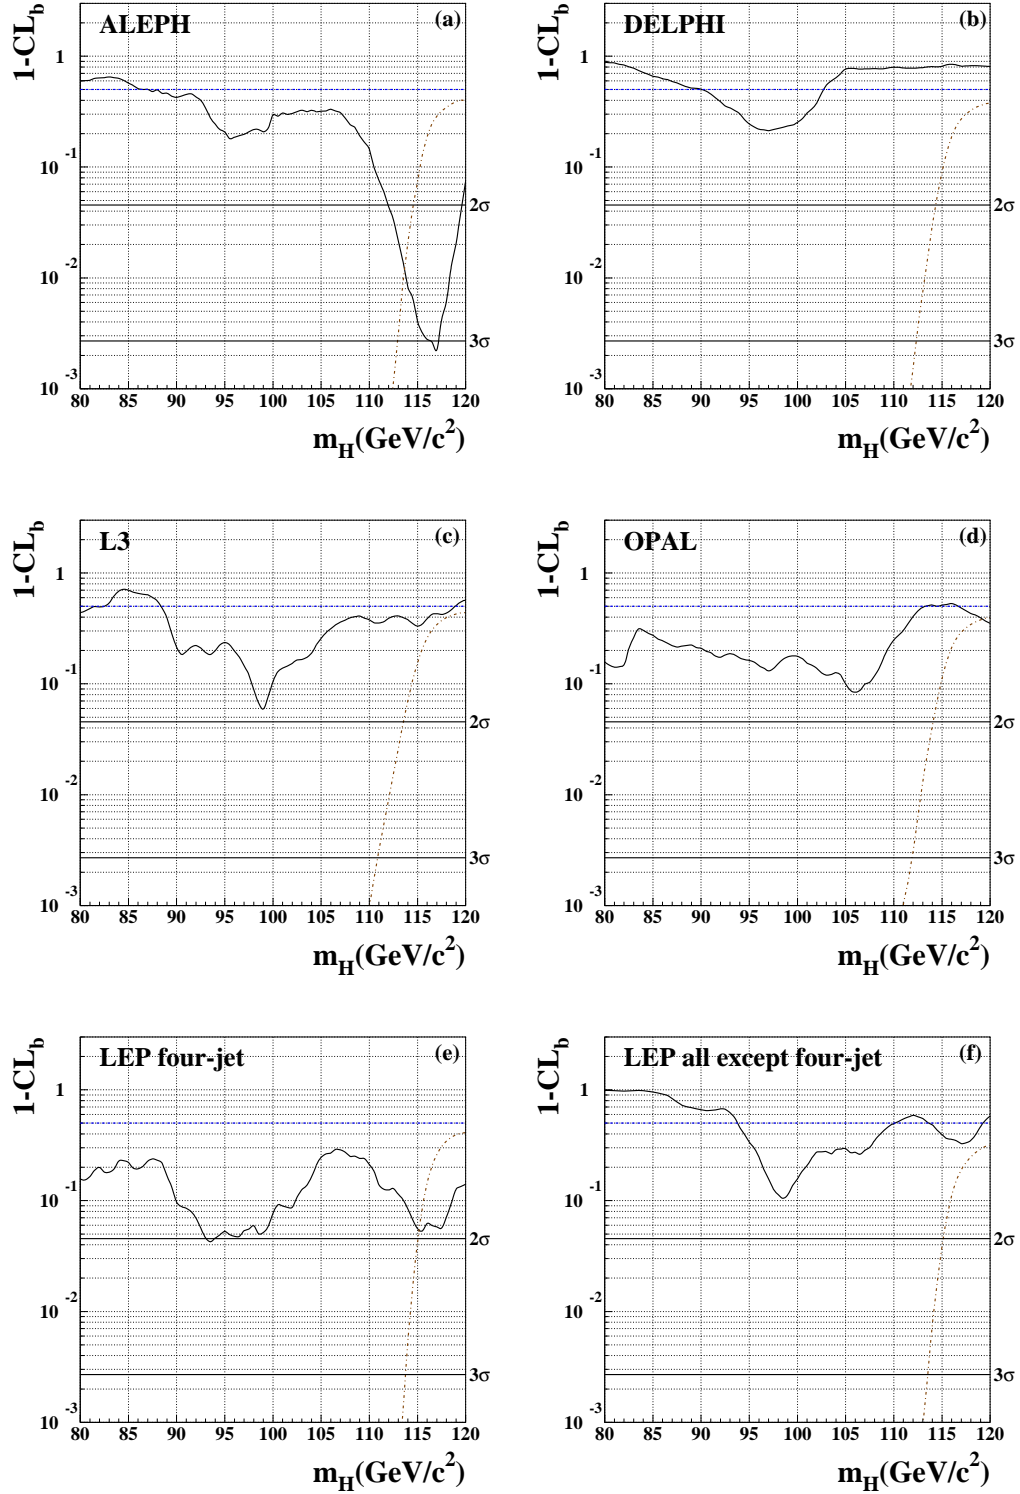 ALEPH
(a)
1-CL_b
1
10^-1
10^-2
10^-3
2σ
3σ
80 85 90 95 100 105 110 115 120
m_H(GeV/c^2)
DELPHI
(b)
1-CL_b
1
10^-1
10^-2
10^-3
2σ
3σ
80 85 90 95 100 105 110 115 120
m_H(GeV/c^2)
L3
(c)
1-CL_b
1
10^-1
10^-2
10^-3
2σ
3σ
80 85 90 95 100 105 110 115 120
m_H(GeV/c^2)
OPAL
(d)
1-CL_b
1
10^-1
10^-2
10^-3
2σ
3σ
80 85 90 95 100 105 110 115 120
m_H(GeV/c^2)
LEP four-jet
(e)
1-CL_b
1
10^-1
10^-2
10^-3
2σ
3σ
80 85 90 95 100 105 110 115 120
m_H(GeV/c^2)
LEP all except four-jet
(f)
1-CL_b
1
10^-1
10^-2
10^-3
2σ
3σ
80 85 90 95 100 105 110 115 120
m_H(GeV/c^2)